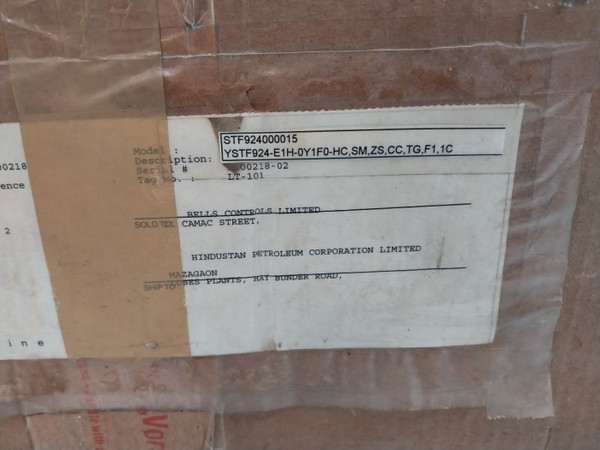 STF924000015
Model :
YSTF924-E1H-0Y1F0-HC,SM,ZS,CC,TG,F1,1C
Description:
00218
Serial # 00218-02
Tag No. : LT-101
ence
BELLS CONTROLS LIMITED
SOLD TO: CAMAC STREET,
2
HINDUSTAN PETROLEUM CORPORATION LIMITED
MAZAGAON
SHIP TO: LUBES PLANTS, HAY BUNDER ROAD,
i n e
Vor